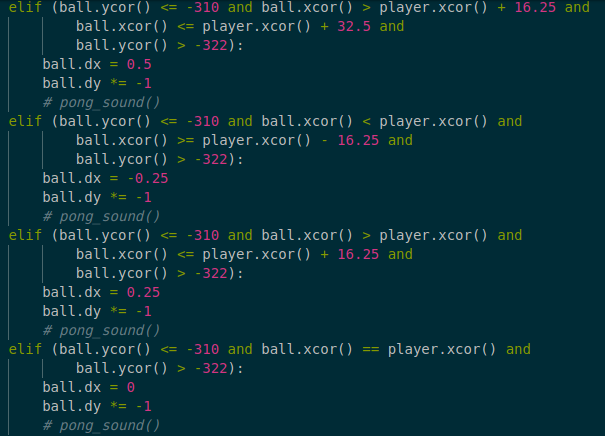 elif (ball.ycor() <= -310 and ball.xcor() > player.xcor() + 16.25 and
        ball.xcor() <= player.xcor() + 32.5 and
        ball.ycor() > -322):
    ball.dx = 0.5
    ball.dy *= -1
    # pong_sound()
elif (ball.ycor() <= -310 and ball.xcor() < player.xcor() and
        ball.xcor() >= player.xcor() - 16.25 and
        ball.ycor() > -322):
    ball.dx = -0.25
    ball.dy *= -1
    # pong_sound()
elif (ball.ycor() <= -310 and ball.xcor() > player.xcor() and
        ball.xcor() <= player.xcor() + 16.25 and
        ball.ycor() > -322):
    ball.dx = 0.25
    ball.dy *= -1
    # pong_sound()
elif (ball.ycor() <= -310 and ball.xcor() == player.xcor() and
        ball.ycor() > -322):
    ball.dx = 0
    ball.dy *= -1
    # pong_sound()